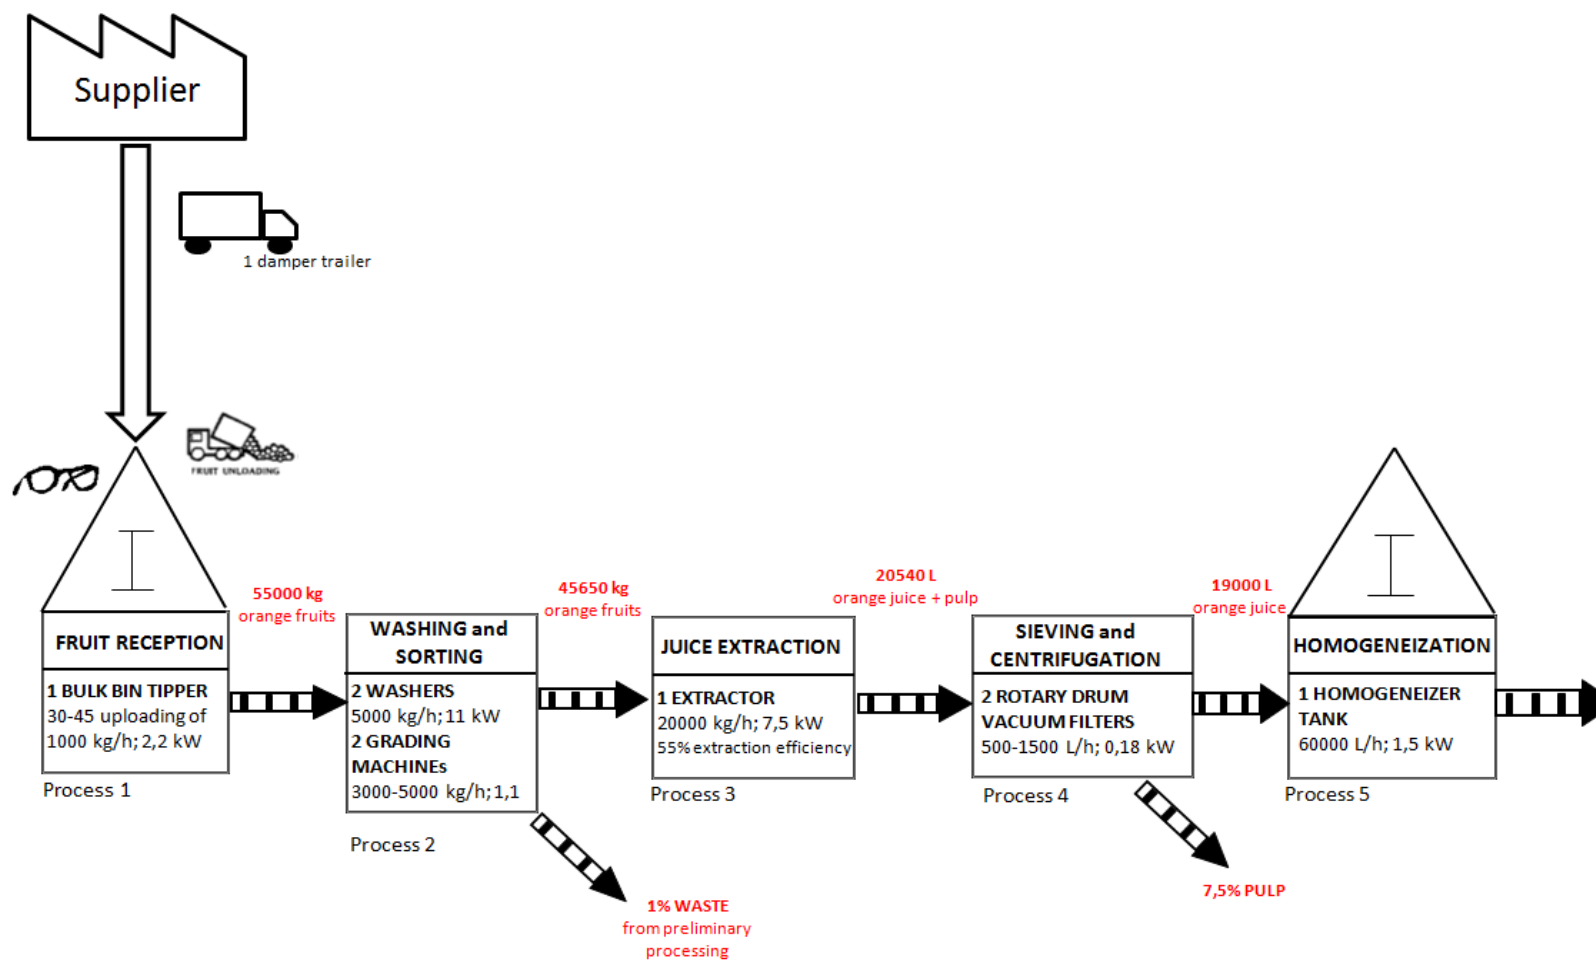 Supplier
1 damper trailer
FRUIT UNLOADING
FRUIT RECEPTION
1 BULK BIN TIPPER
30-45 uploading of
1000 kg/h; 2,2 kW
Process 1
55000 kg
orange fruits
WASHING and
SORTING
2 WASHERS
5000 kg/h; 11 kW
2 GRADING
MACHINEs
3000-5000 kg/h; 1,1
Process 2
1% WASTE
from preliminary
processing
45650 kg
orange fruits
JUICE EXTRACTION
1 EXTRACTOR
20000 kg/h; 7,5 kW
55% extraction efficiency
Process 3
20540 L
orange juice + pulp
SIEVING and
CENTRIFUGATION
2 ROTARY DRUM
VACUUM FILTERS
500-1500 L/h; 0,18 kW
Process 4
7,5% PULP
19000 L
orange juice
I
I
HOMOGENEIZATION
1 HOMOGENEIZER
TANK
60000 L/h; 1,5 kW
Process 5